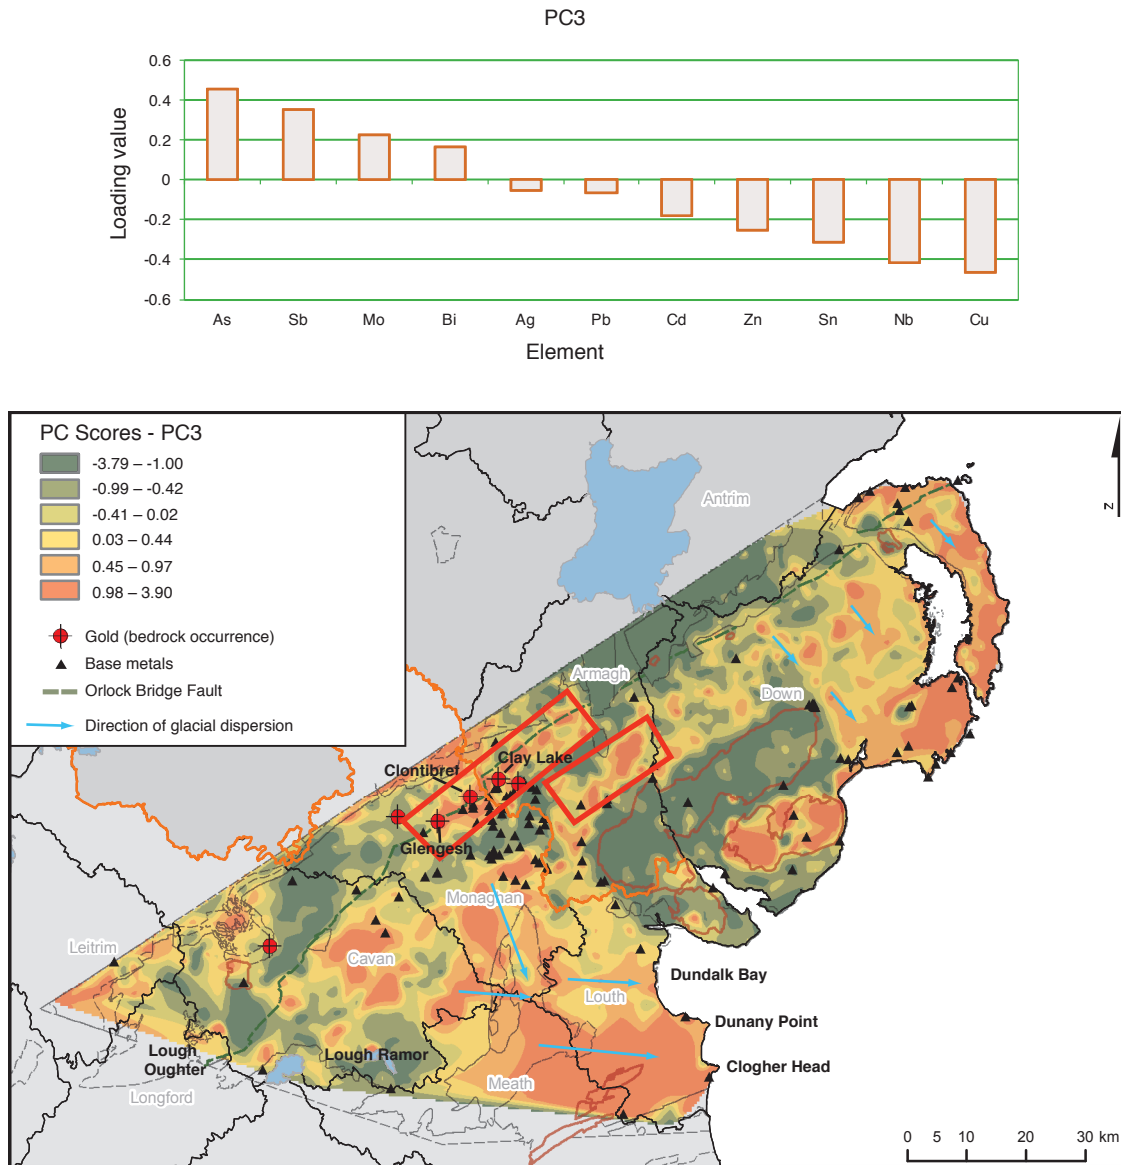 PC3
0.6
0.4
0.2
0
-0.2
-0.4
-0.6
Loading value
As Sb Mo Bi Ag Pb Cd Zn Sn Nb Cu
Element
PC Scores - PC3
-3.79 – -1.00
-0.99 – -0.42
-0.41 – 0.02
0.03 – 0.44
0.45 – 0.97
0.98 – 3.90
Gold (bedrock occurrence)
Base metals
Orlock Bridge Fault
Direction of glacial dispersion
N
Antrim
Armagh
Down
Clay Lake
Clontibret
Glengesh
Monaghan
Leitrim
Cavan
Dundalk Bay
Louth
Dunany Point
Lough
Oughter
Lough Ramor
Clogher Head
Meath
Longford
0 5 10 20 30 km